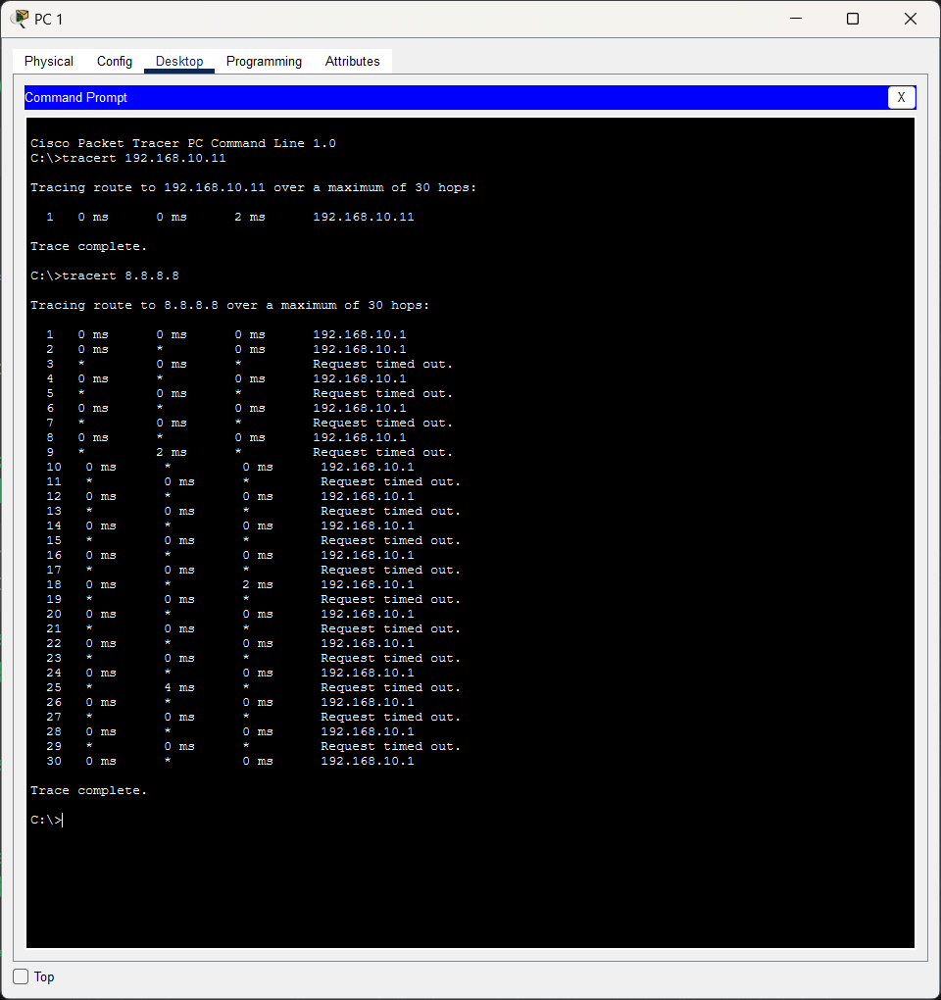 PC 1
Physical Config Desktop Programming Attributes
Command Prompt X
Cisco Packet Tracer PC Command Line 1.0
C:\>tracert 192.168.10.11
Tracing route to 192.168.10.11 over a maximum of 30 hops:
1 0 ms 0 ms 2 ms 192.168.10.11
Trace complete.
C:\>tracert 8.8.8.8
Tracing route to 8.8.8.8 over a maximum of 30 hops:
1 0 ms 0 ms 0 ms 192.168.10.1
2 0 ms * 0 ms 192.168.10.1
3 * 0 ms * Request timed out.
4 0 ms * 0 ms 192.168.10.1
5 * 0 ms * Request timed out.
6 0 ms * 0 ms 192.168.10.1
7 * 0 ms * Request timed out.
8 0 ms * 0 ms 192.168.10.1
9 * 2 ms * Request timed out.
10 0 ms * 0 ms 192.168.10.1
11 * 0 ms * Request timed out.
12 0 ms * 0 ms 192.168.10.1
13 * 0 ms * Request timed out.
14 0 ms * 0 ms 192.168.10.1
15 * 0 ms * Request timed out.
16 0 ms * 0 ms 192.168.10.1
17 * 0 ms * Request timed out.
18 0 ms * 2 ms 192.168.10.1
19 * 0 ms * Request timed out.
20 0 ms * 0 ms 192.168.10.1
21 * 0 ms * Request timed out.
22 0 ms * 0 ms 192.168.10.1
23 * 0 ms * Request timed out.
24 0 ms * 0 ms 192.168.10.1
25 * 4 ms * Request timed out.
26 0 ms * 0 ms 192.168.10.1
27 * 0 ms * Request timed out.
28 0 ms * 0 ms 192.168.10.1
29 * 0 ms * Request timed out.
30 0 ms * 0 ms 192.168.10.1
Trace complete.
C:\>
Top